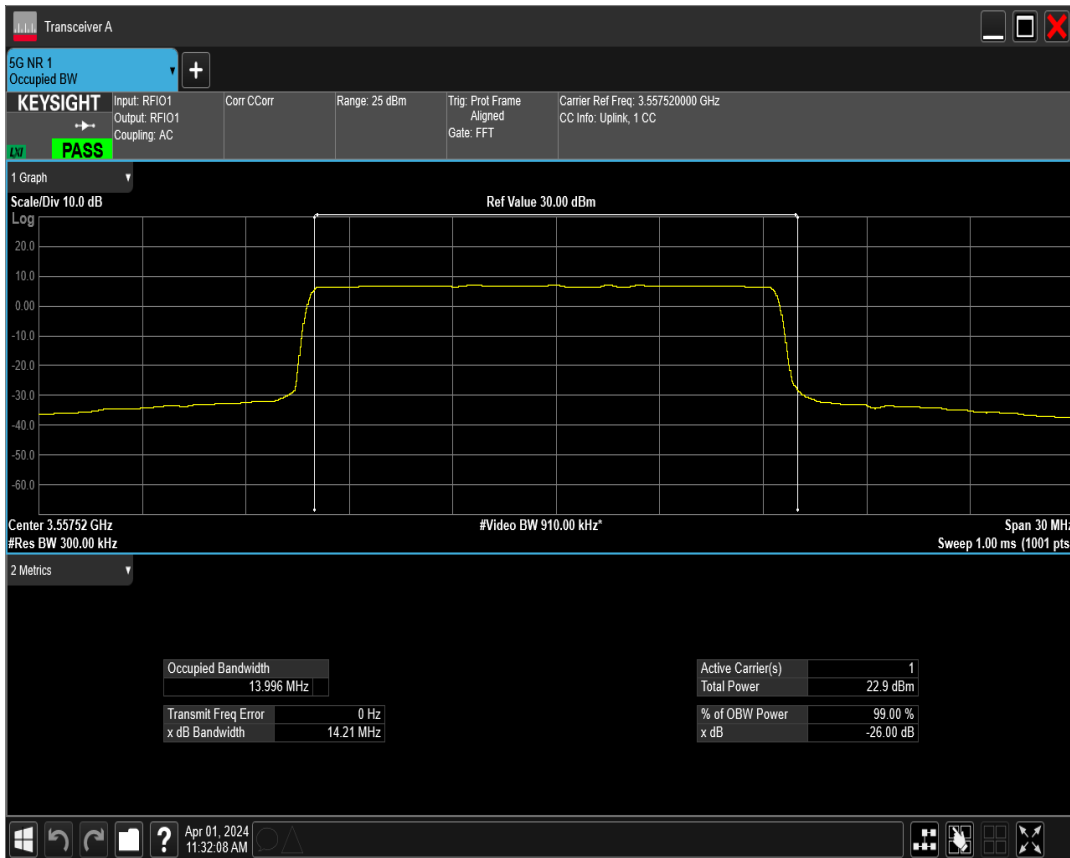 Transceiver A
5G NR 1
Occupied BW
KEYSIGHT
LXI
PASS
Input: RFIO1
Output: RFIO1
Coupling: AC
Corr CCorr
Range: 25 dBm
Trig: Prot Frame
Aligned
Gate: FFT
Carrier Ref Freq: 3.557520000 GHz
CC Info: Uplink, 1 CC
1 Graph
Scale/Div 10.0 dB
Ref Value 30.00 dBm
Log
20.0
10.0
0.00
-10.0
-20.0
-30.0
-40.0
-50.0
-60.0
Center 3.55752 GHz
#Video BW 910.00 kHz*
Span 30 MHz
#Res BW 300.00 kHz
Sweep 1.00 ms (1001 pts
2 Metrics
Occupied Bandwidth
13.996 MHz
Transmit Freq Error 0 Hz
x dB Bandwidth 14.21 MHz
Active Carrier(s) 1
Total Power 22.9 dBm
% of OBW Power 99.00 %
x dB -26.00 dB
?
Apr 01, 2024
11:32:08 AM